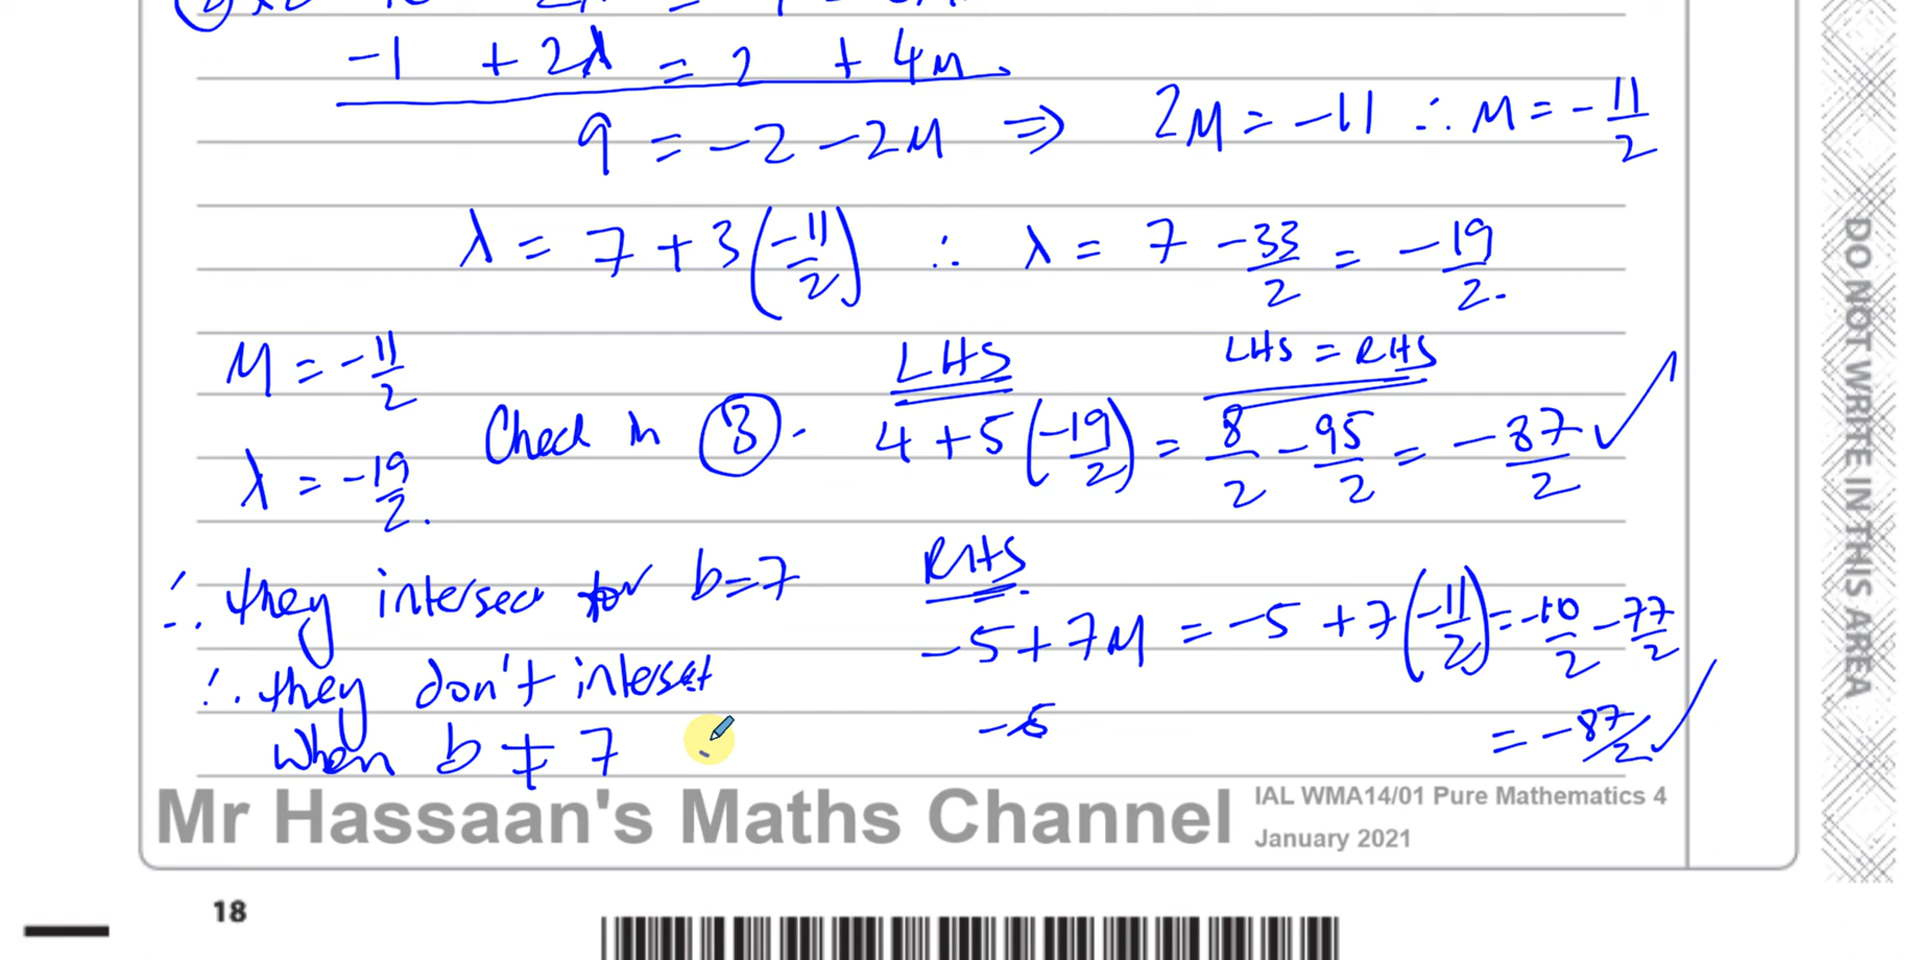 -1 + 2λ = 2 + 4μ
9 = -2 - 2μ ⇒ 2μ = -11 ∴ μ = -11/2
λ = 7 + 3(-11/2) ∴ λ = 7 - 33/2 = -19/2.
μ = -11/2
LHS
LHS = RHS
Check in ③. 4 + 5(-19/2) = 8/2 - 95/2 = -87/2 ✓
λ = -19/2.
∴ they intersect for b=7
RHS
-5 + 7μ = -5 + 7(-11/2) = -10/2 - 77/2
∴ they don't intersect
-5
= -87/2 ✓
when b ≠ 7
Mr Hassaan's Maths Channel
IAL WMA14/01 Pure Mathematics 4
January 2021
18
DO NOT WRITE IN THIS AREA